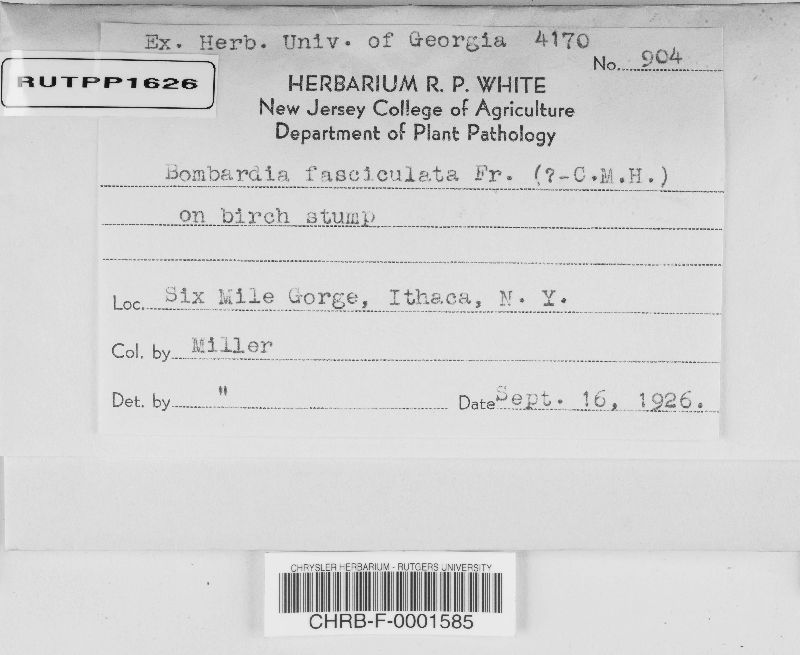 Ex. Herb. Univ. of Georgia 4170
No. 904
RUTPP1626
HERBARIUM R. P. WHITE
New Jersey College of Agriculture
Department of Plant Pathology
Bombardia fasciculata Fr. (?-C.M.H.)
on birch stump
Loc. Six Mile Gorge, Ithaca, N. Y.
Col. by Miller
Det. by " Date Sept. 16, 1926.
CHRYSLER HERBARIUM - RUTGERS UNIVERSITY
CHRB-F-0001585